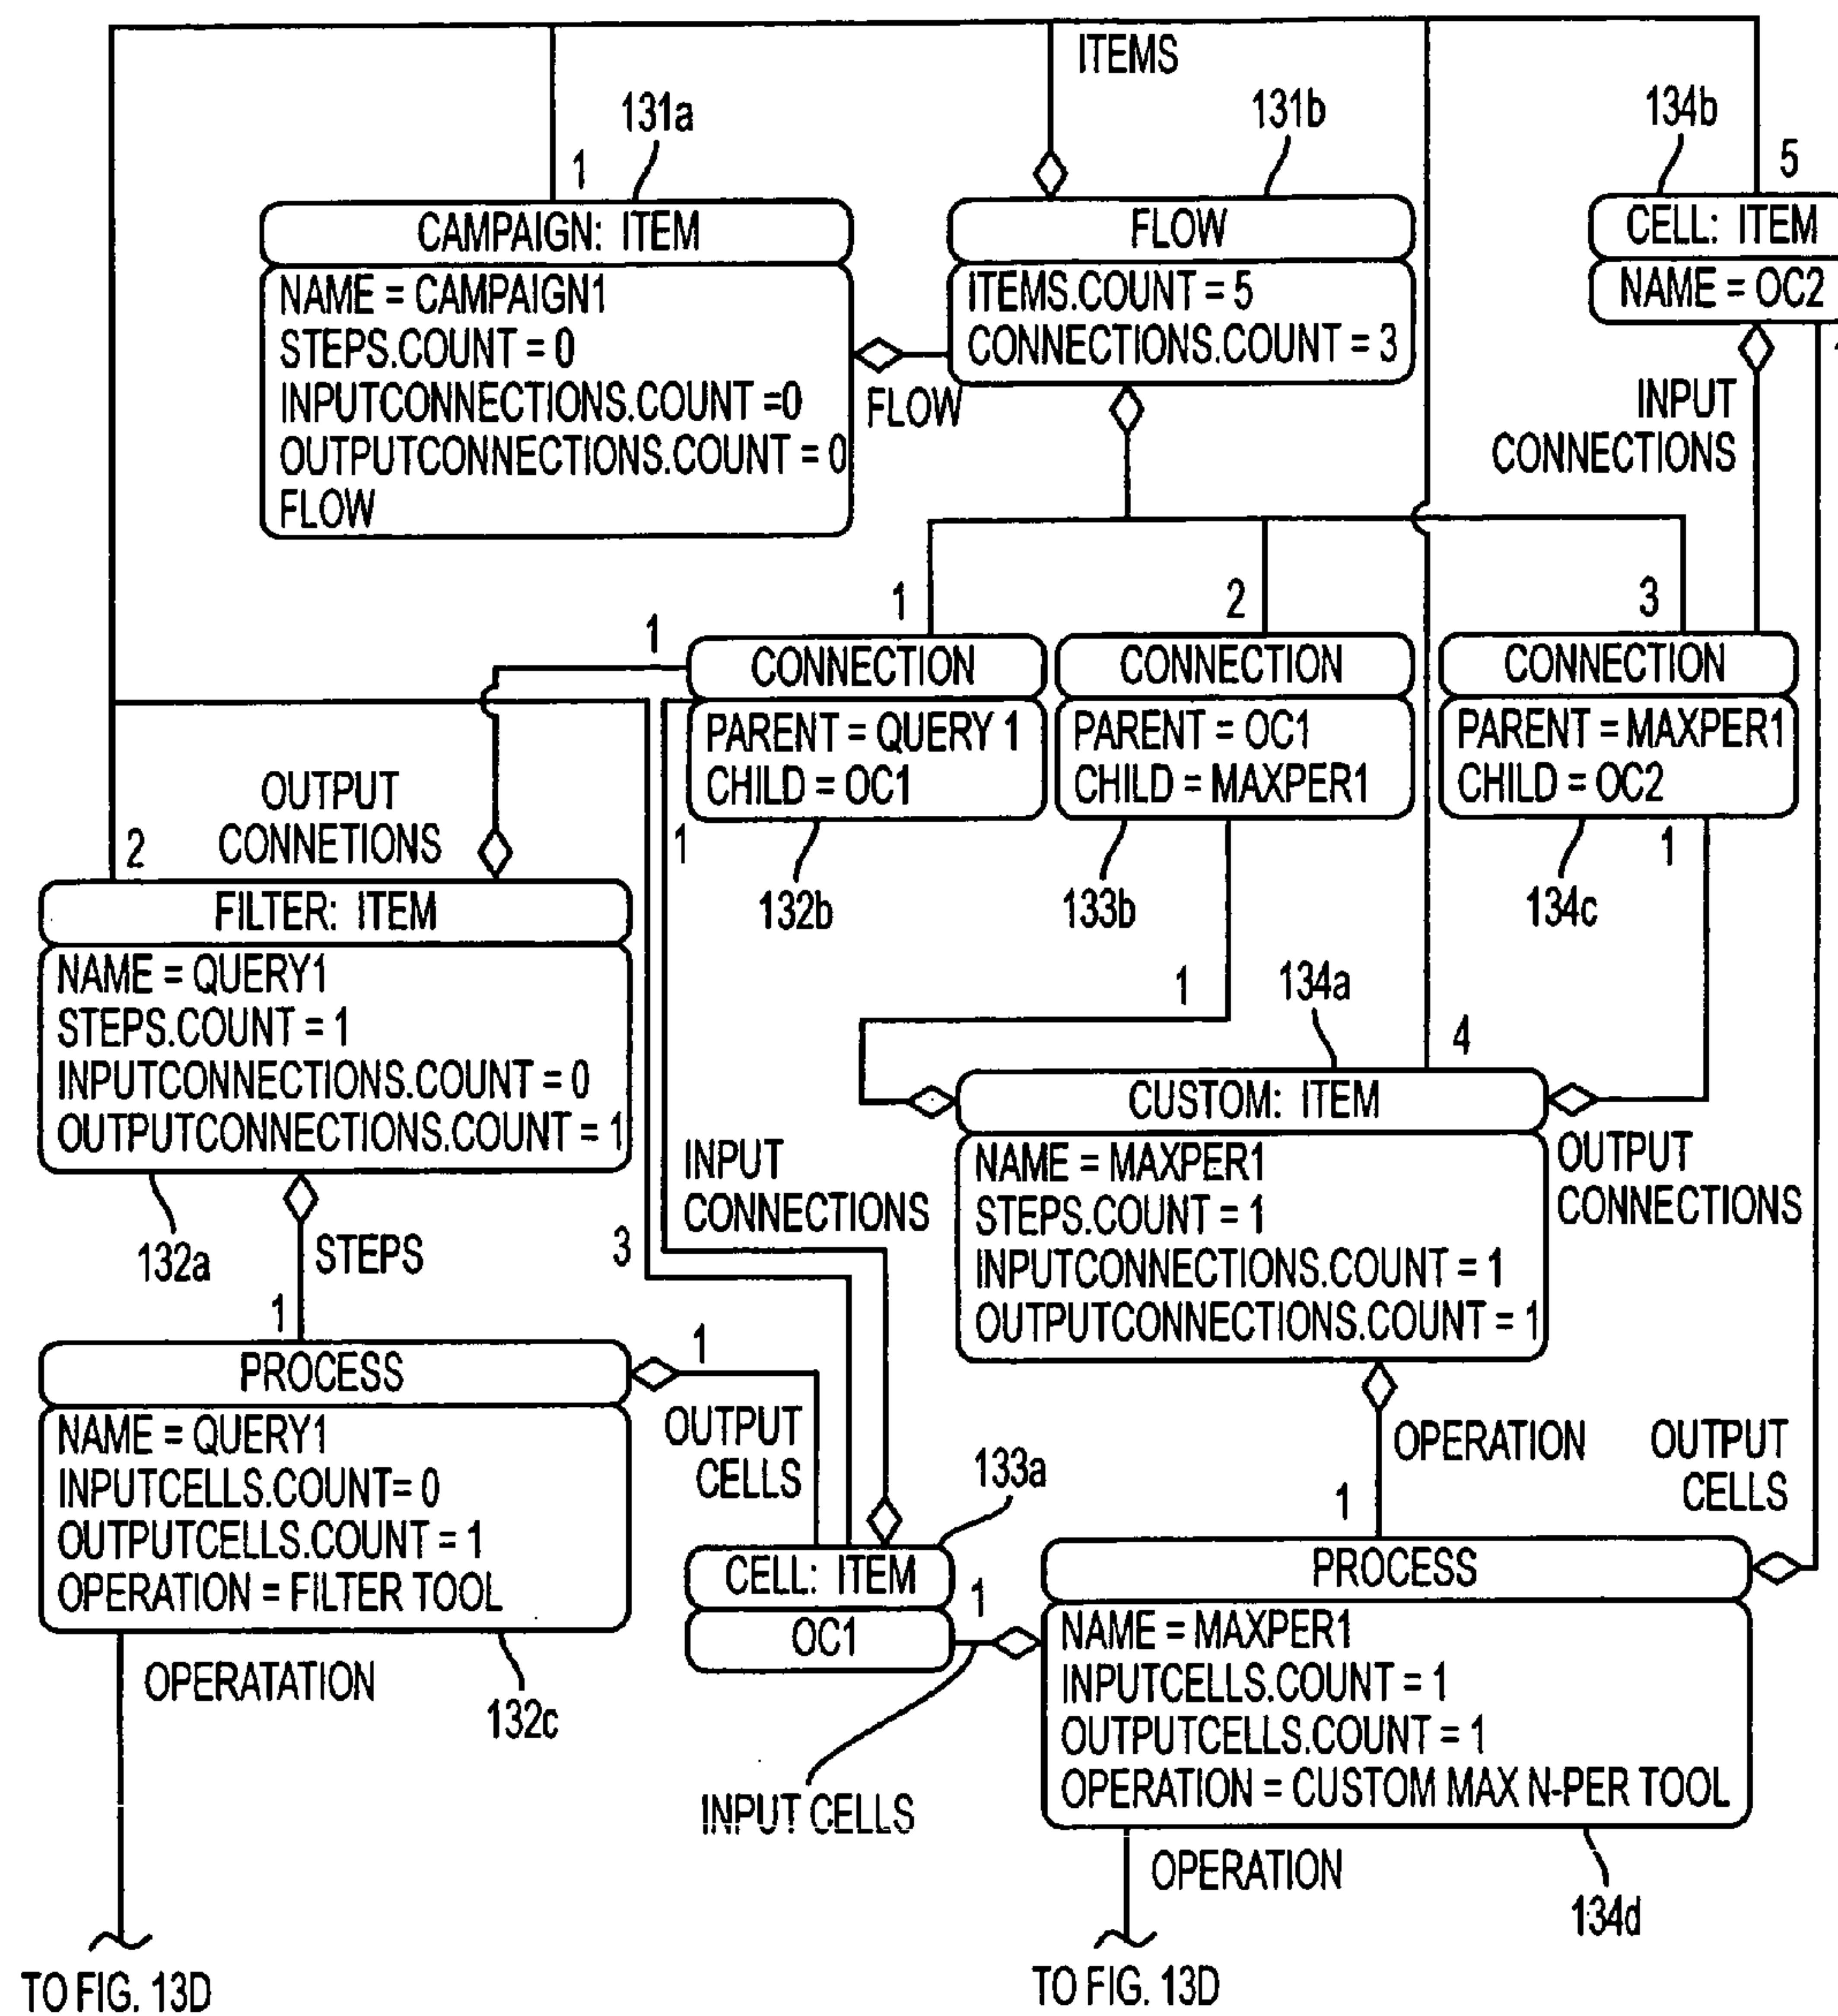 ITEMS
131a
131b
134b
1
5
CAMPAIGN: ITEM
NAME = CAMPAIGN1
STEPS.COUNT = 0
INPUTCONNECTIONS.COUNT =0
OUTPUTCONNECTIONS.COUNT = 0
FLOW
FLOW
FLOW
ITEMS.COUNT = 5
CONNECTIONS.COUNT = 3
CELL: ITEM
NAME = OC2
INPUT
CONNECTIONS
1
2
3
1
CONNECTION
PARENT = QUERY 1
CHILD = OC1
CONNECTION
PARENT = OC1
CHILD = MAXPER1
CONNECTION
PARENT = MAXPER1
CHILD = OC2
OUTPUT
CONNETIONS
2
1
1
132b
133b
134c
FILTER: ITEM
NAME = QUERY1
STEPS.COUNT = 1
INPUTCONNECTIONS.COUNT = 0
OUTPUTCONNECTIONS.COUNT = 1
132a
STEPS
1
3
INPUT
CONNECTIONS
1
134a
4
CUSTOM: ITEM
NAME = MAXPER1
STEPS.COUNT = 1
INPUTCONNECTIONS.COUNT = 1
OUTPUTCONNECTIONS.COUNT = 1
OUTPUT
CONNECTIONS
PROCESS
NAME = QUERY1
INPUTCELLS.COUNT= 0
OUTPUTCELLS.COUNT = 1
OPERATION = FILTER TOOL
1
OUTPUT
CELLS
133a
OPERATION
1
OUTPUT
CELLS
CELL: ITEM
OC1
1
PROCESS
NAME = MAXPER1
INPUTCELLS.COUNT = 1
OUTPUTCELLS.COUNT = 1
OPERATION = CUSTOM MAX N-PER TOOL
OPERATATION
132c
INPUT CELLS
OPERATION
134d
TO FIG. 13D
TO FIG. 13D